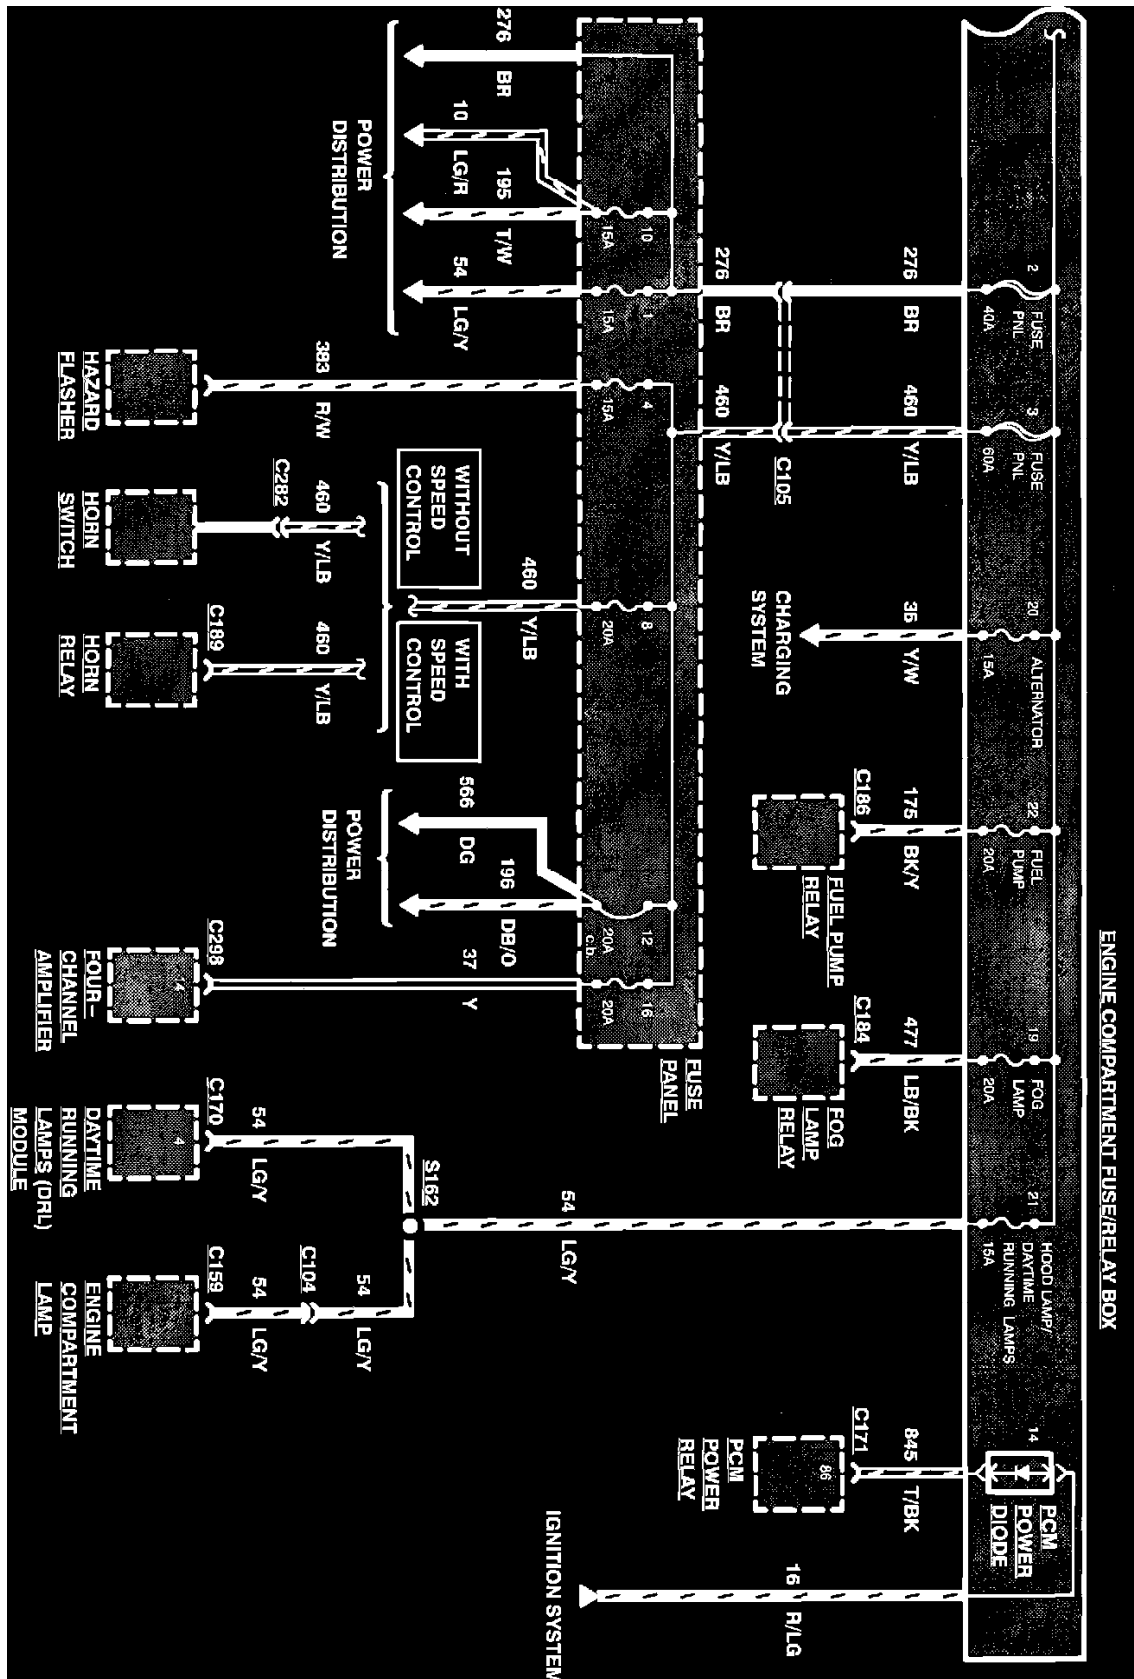 ENGINE COMPARTMENT FUSE/RELAY BOX
2
FUSE
PNL
40A
3
FUSE
PNL
60A
20
ALTERNATOR
15A
22
FUEL
PUMP
20A
19
FOG
LAMP
20A
21
HOOD LAMP/
DAYTIME
RUNNING LAMPS
15A
14
PCM
POWER
DIODE
276
BR
460
Y/LB
36
Y/W
175
BK/Y
477
LB/BK
845
T/BK
16
R/LG
C105
CHARGING
SYSTEM
C186
FUEL PUMP
RELAY
C184
FOG
LAMP
RELAY
C171
86
PCM
POWER
RELAY
IGNITION SYSTEM
276
BR
460
Y/LB
FUSE
PANEL
10
15A
1
15A
4
15A
8
20A
12
20A
c.b.
16
20A
54
LG/Y
S162
276
BR
10
LG/R
195
T/W
54
LG/Y
POWER
DISTRIBUTION
383
R/W
460
Y/LB
WITHOUT
SPEED
CONTROL
WITH
SPEED
CONTROL
C282
460
Y/LB
460
Y/LB
C189
566
DG
196
DB/O
POWER
DISTRIBUTION
37
Y
C298
54
LG/Y
C170
54
LG/Y
C104
54
LG/Y
C159
HAZARD
FLASHER
HORN
SWITCH
HORN
RELAY
FOUR-
CHANNEL
AMPLIFIER
4
DAYTIME
RUNNING
LAMPS (DRL)
MODULE
ENGINE
COMPARTMENT
LAMP